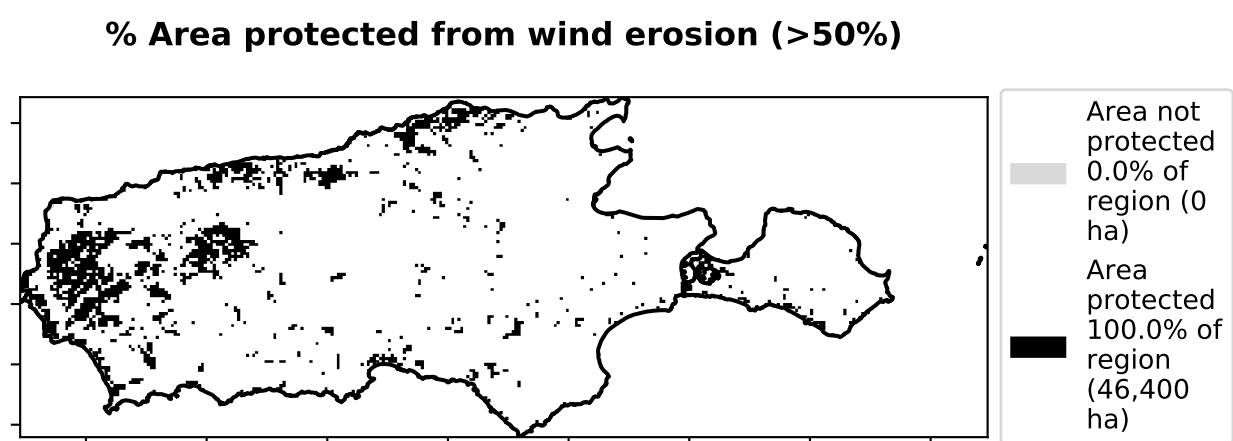 % Area protected from wind erosion (>50%)
Area not
protected
0.0% of
region (0
ha)
Area
protected
100.0% of
region
(46,400
ha)